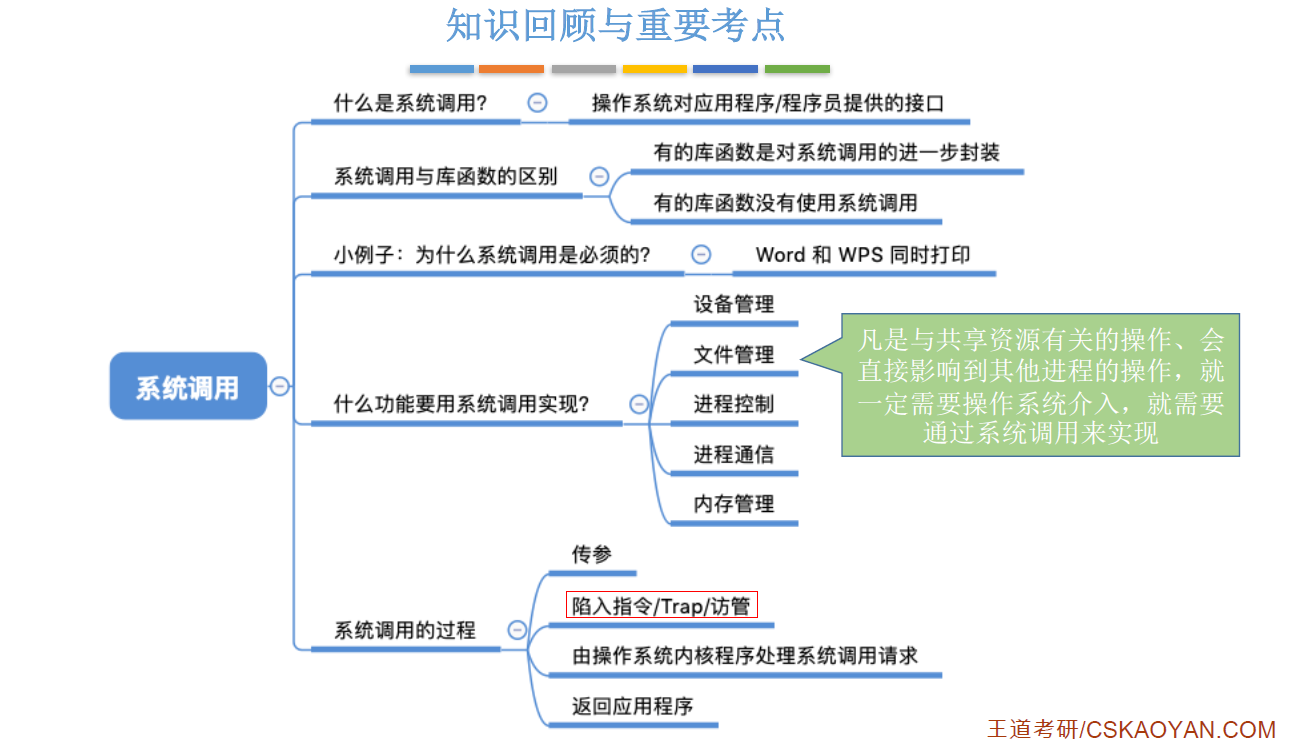 知识回顾与重要考点
什么是系统调用？
操作系统对应用程序/程序员提供的接口
系统调用与库函数的区别
有的库函数是对系统调用的进一步封装
有的库函数没有使用系统调用
小例子：为什么系统调用是必须的？
Word 和 WPS 同时打印
系统调用
什么功能要用系统调用实现？
设备管理
文件管理
进程控制
进程通信
内存管理
凡是与共享资源有关的操作、会
直接影响到其他进程的操作，就
一定需要操作系统介入，就需要
通过系统调用来实现
系统调用的过程
传参
陷入指令/Trap/访管
由操作系统内核程序处理系统调用请求
返回应用程序
王道考研/CSKAOYAN.COM